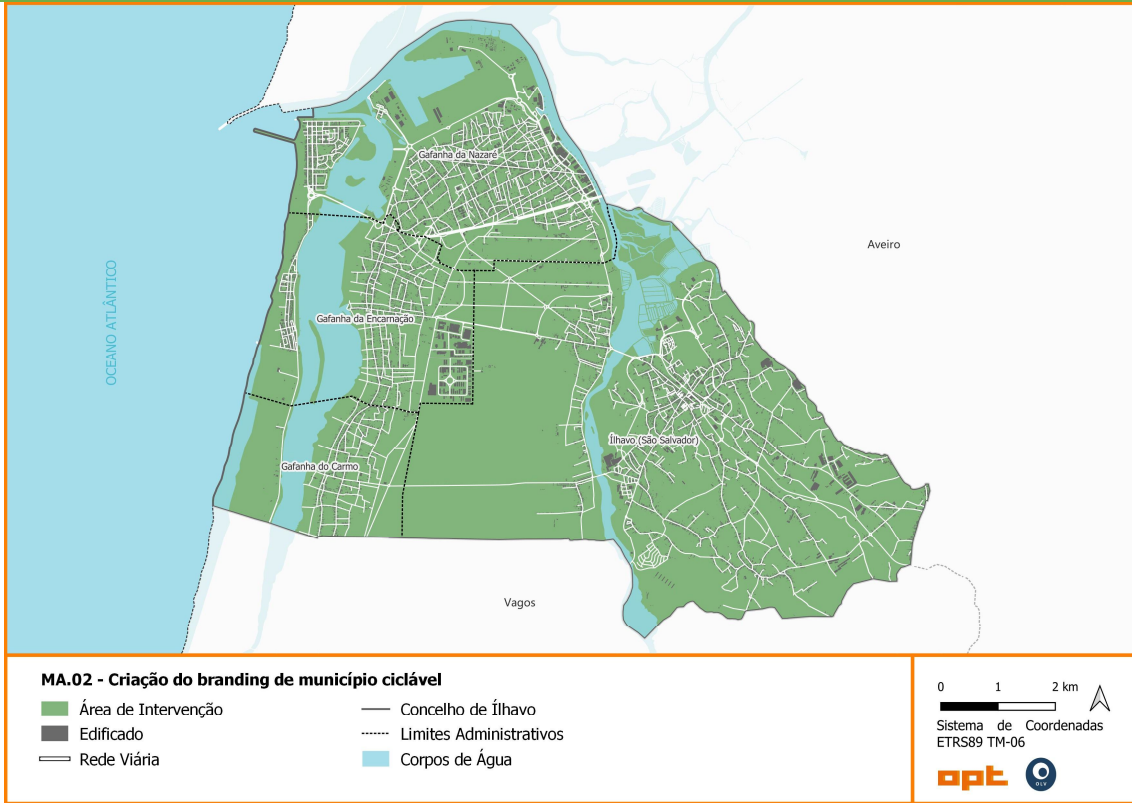 Gafanha da Nazaré
Aveiro
OCEANO ATLÂNTICO
Gafanha da Encarnação
Ílhavo (São Salvador)
Gafanha do Carmo
Vagos
MA.02 - Criação do branding de município ciclável
Área de Intervenção
Edificado
Rede Viária
Concelho de Ílhavo
Limites Administrativos
Corpos de Água
0 1 2 km
Sistema de Coordenadas
ETRS89 TM-06
opt
OLV